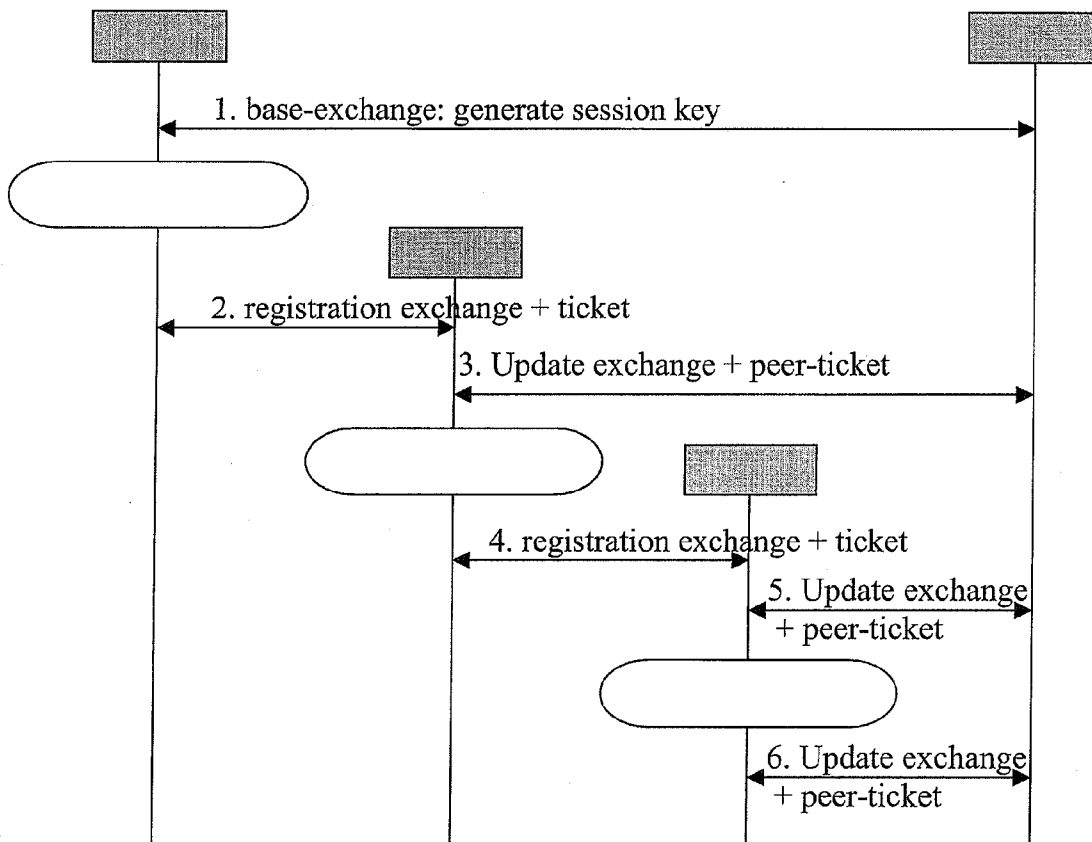 1. base-exchange: generate session key
2. registration exchange + ticket
3. Update exchange + peer-ticket
4. registration exchange + ticket
5. Update exchange
+ peer-ticket
6. Update exchange
+ peer-ticket